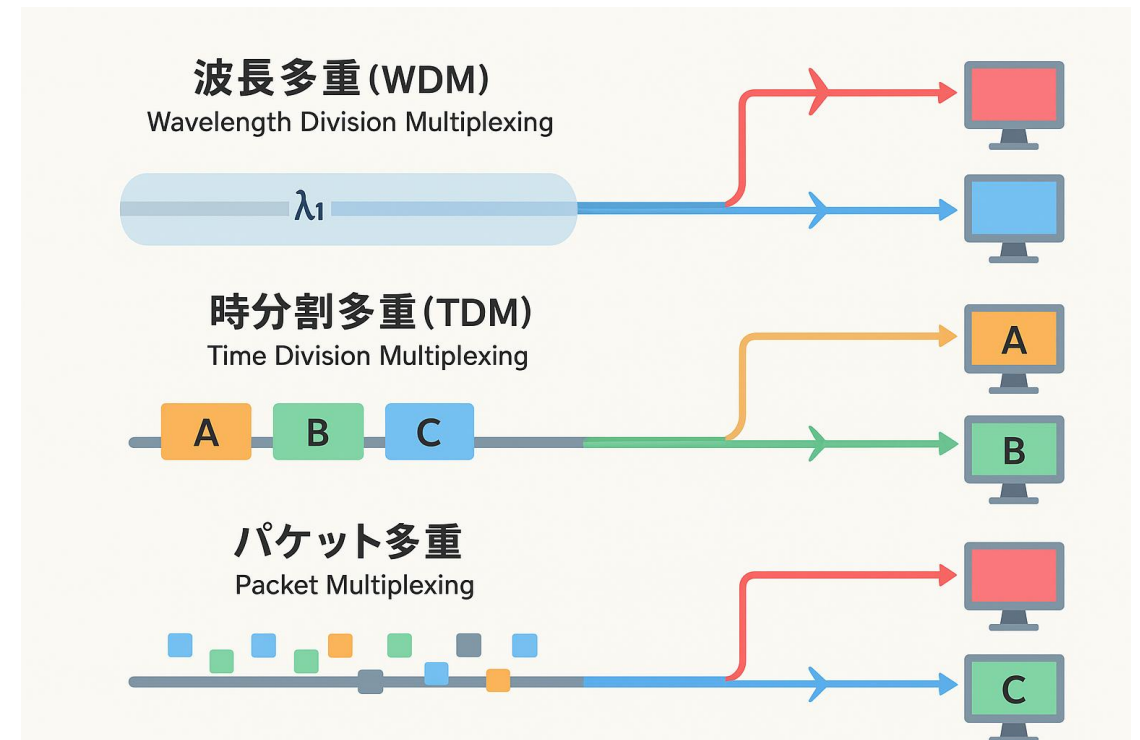 波長多重(WDM)
Wavelength Division Multiplexing
λ1
時分割多重(TDM)
Time Division Multiplexing
A
A B C
B
パケット多重
Packet Multiplexing
C